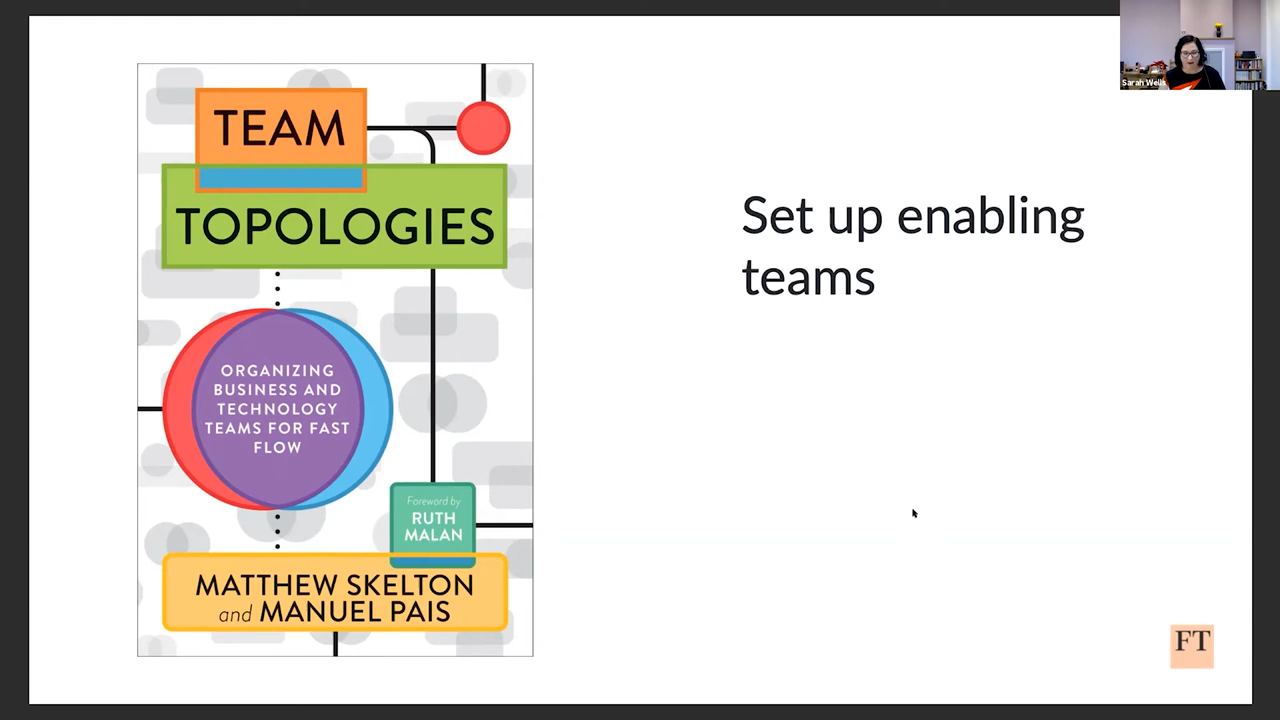 Sarah Wells
TEAM
TOPOLOGIES
ORGANIZING
BUSINESS AND
TECHNOLOGY
TEAMS FOR FAST
FLOW
Foreword by
RUTH
MALAN
MATTHEW SKELTON
and MANUEL PAIS
Set up enabling
teams
FT